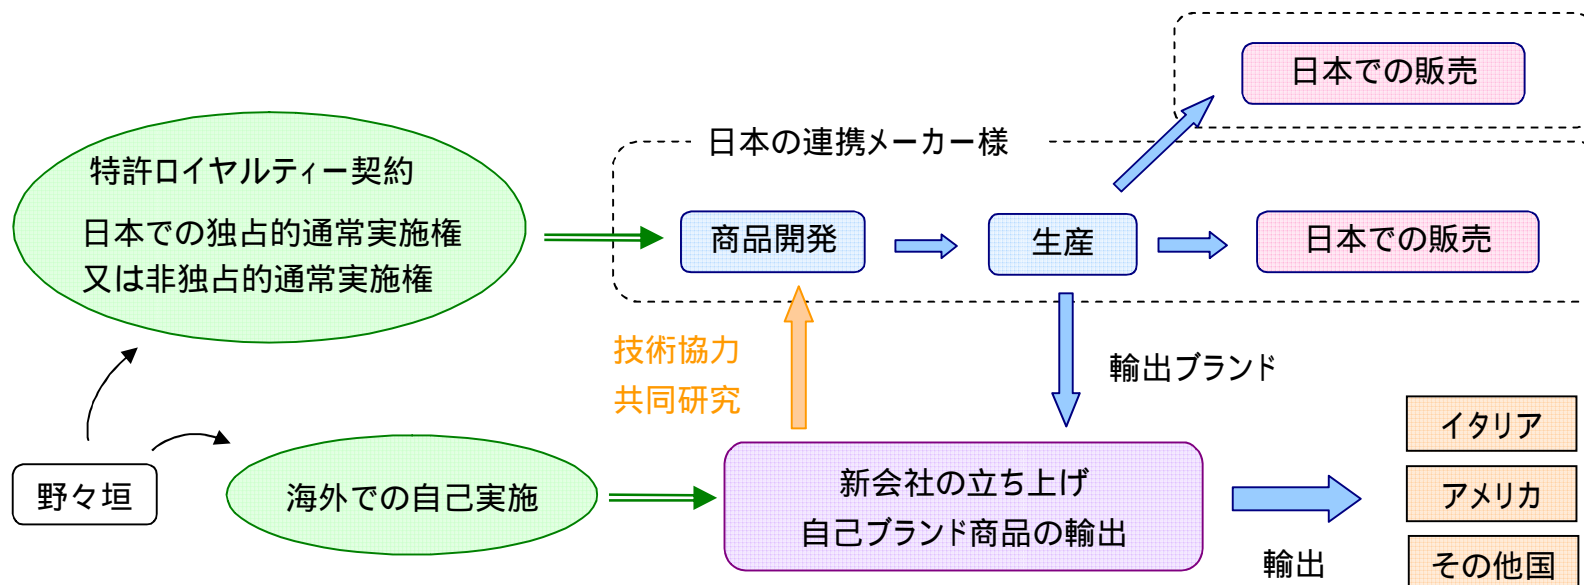 日本での販売
日本の連携メーカー様
特許ロイヤルティー契約
日本での独占的通常実施権
又は非独占的通常実施権
商品開発
生産
日本での販売
技術協力
共同研究
輸出ブランド
野々垣
海外での自己実施
新会社の立ち上げ
自己ブランド商品の輸出
輸出
イタリア
アメリカ
その他国